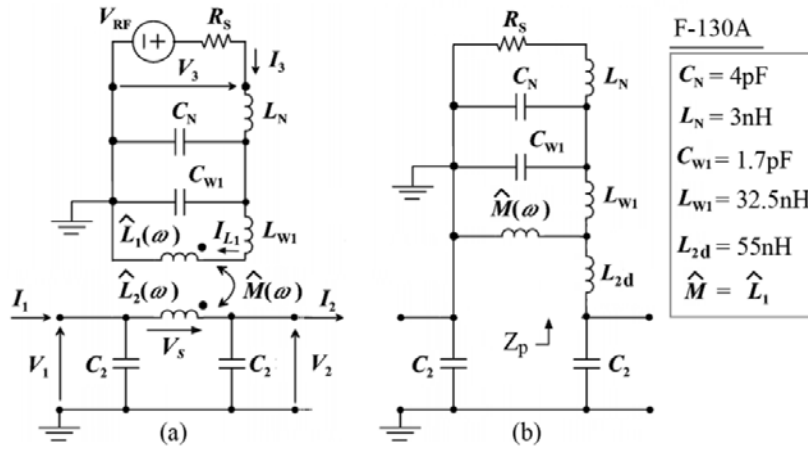 V_RF
R_S
I_3
V_3
L_N
C_N
C_W1
L̂_1(ω)
I_L1
L_W1
L̂_2(ω)
M̂(ω)
I_1
I_2
V_1
C_2
V_S
C_2
V_2
(a)
R_S
C_N
L_N
C_W1
M̂(ω)
L_W1
L_2d
Z_p
C_2
C_2
(b)
F-130A
C_N = 4pF
L_N = 3nH
C_W1 = 1.7pF
L_W1 = 32.5nH
L_2d = 55nH
M̂ = L̂_1